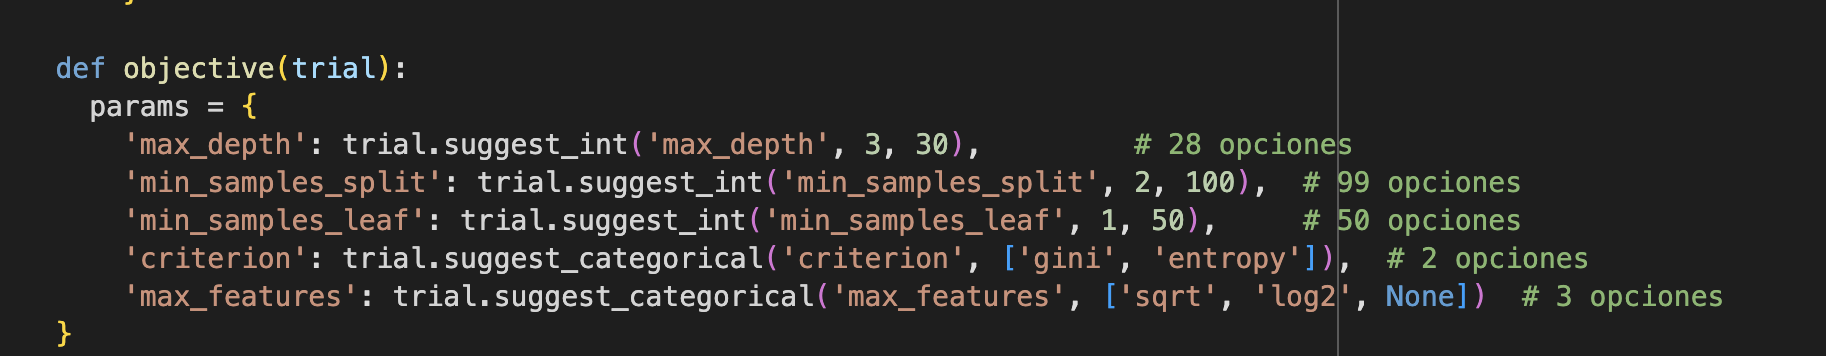 }
def objective(trial):
params = {
'max_depth': trial.suggest_int('max_depth', 3, 30), # 28 opciones
'min_samples_split': trial.suggest_int('min_samples_split', 2, 100), # 99 opciones
'min_samples_leaf': trial.suggest_int('min_samples_leaf', 1, 50), # 50 opciones
'criterion': trial.suggest_categorical('criterion', ['gini', 'entropy']), # 2 opciones
'max_features': trial.suggest_categorical('max_features', ['sqrt', 'log2', None]) # 3 opciones
}